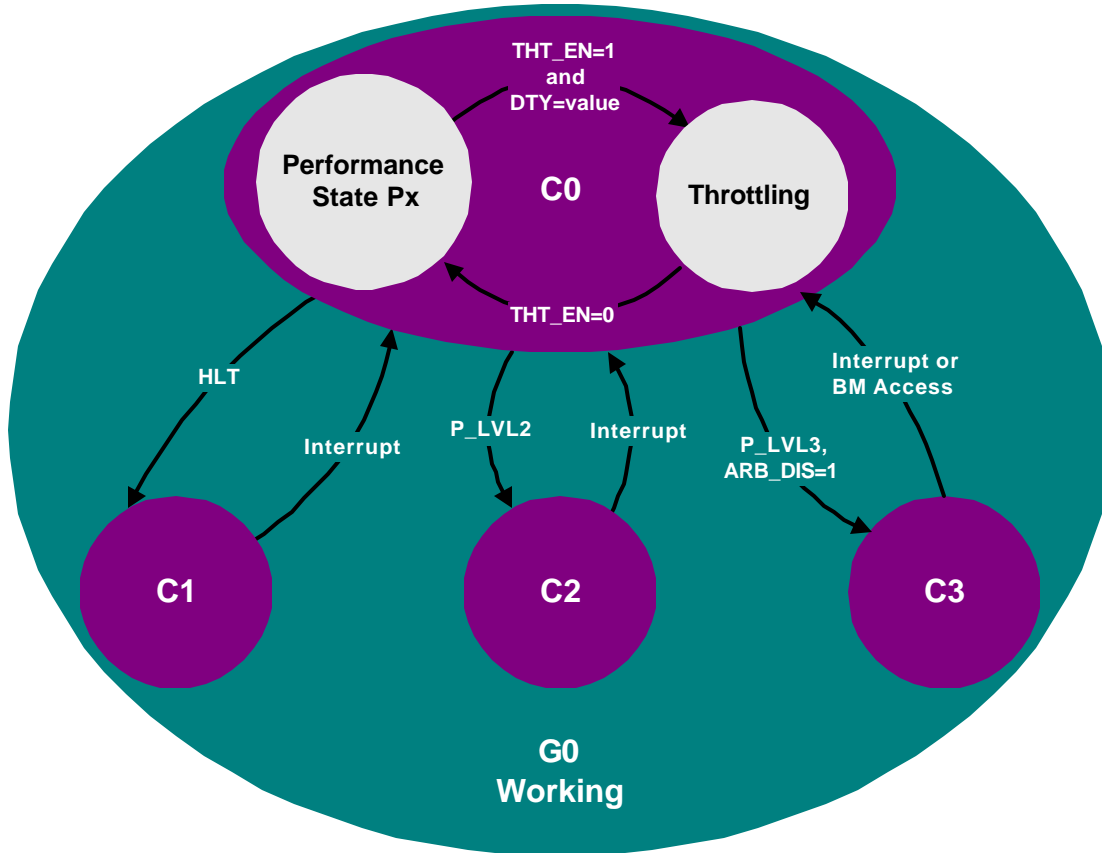 THT_EN=1
and
DTY=value
Performance
State Px
C0
Throttling
THT_EN=0
HLT
Interrupt
P_LVL2
Interrupt
P_LVL3,
ARB_DIS=1
Interrupt or
BM Access
C1
C2
C3
G0
Working